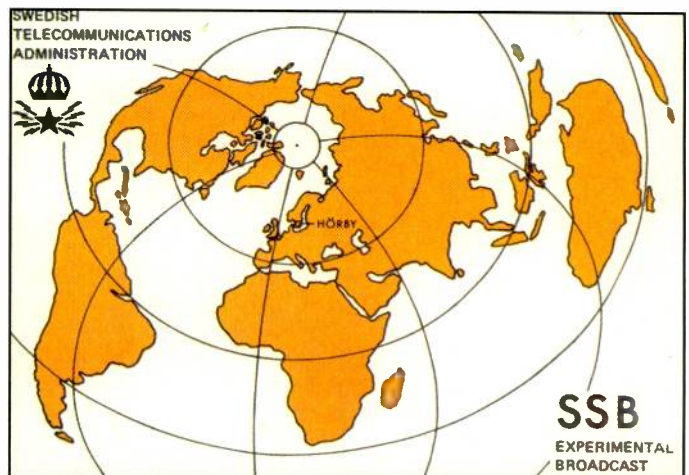 SWEDISH
TELECOMMUNICATIONS
ADMINISTRATION
HÖRBY
SSB
EXPERIMENTAL
BROADCAST